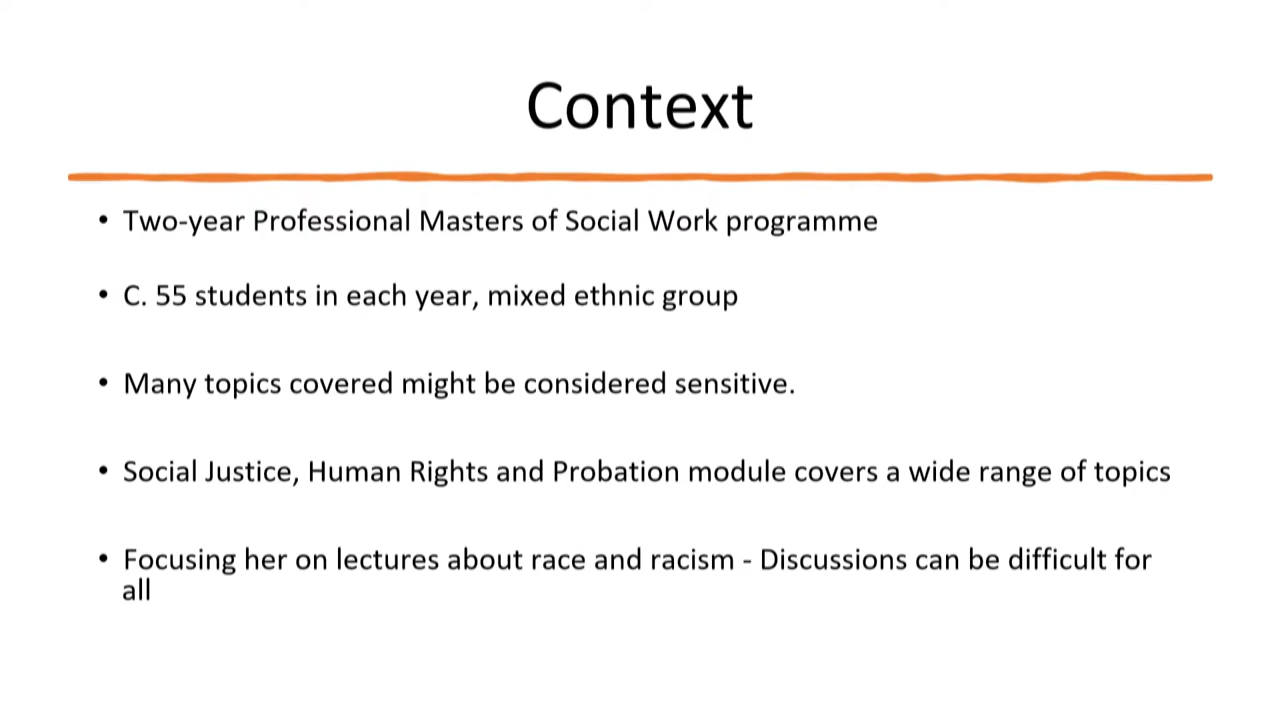 Context
• Two-year Professional Masters of Social Work programme
• C. 55 students in each year, mixed ethnic group
• Many topics covered might be considered sensitive.
• Social Justice, Human Rights and Probation module covers a wide range of topics
• Focusing her on lectures about race and racism - Discussions can be difficult for
all